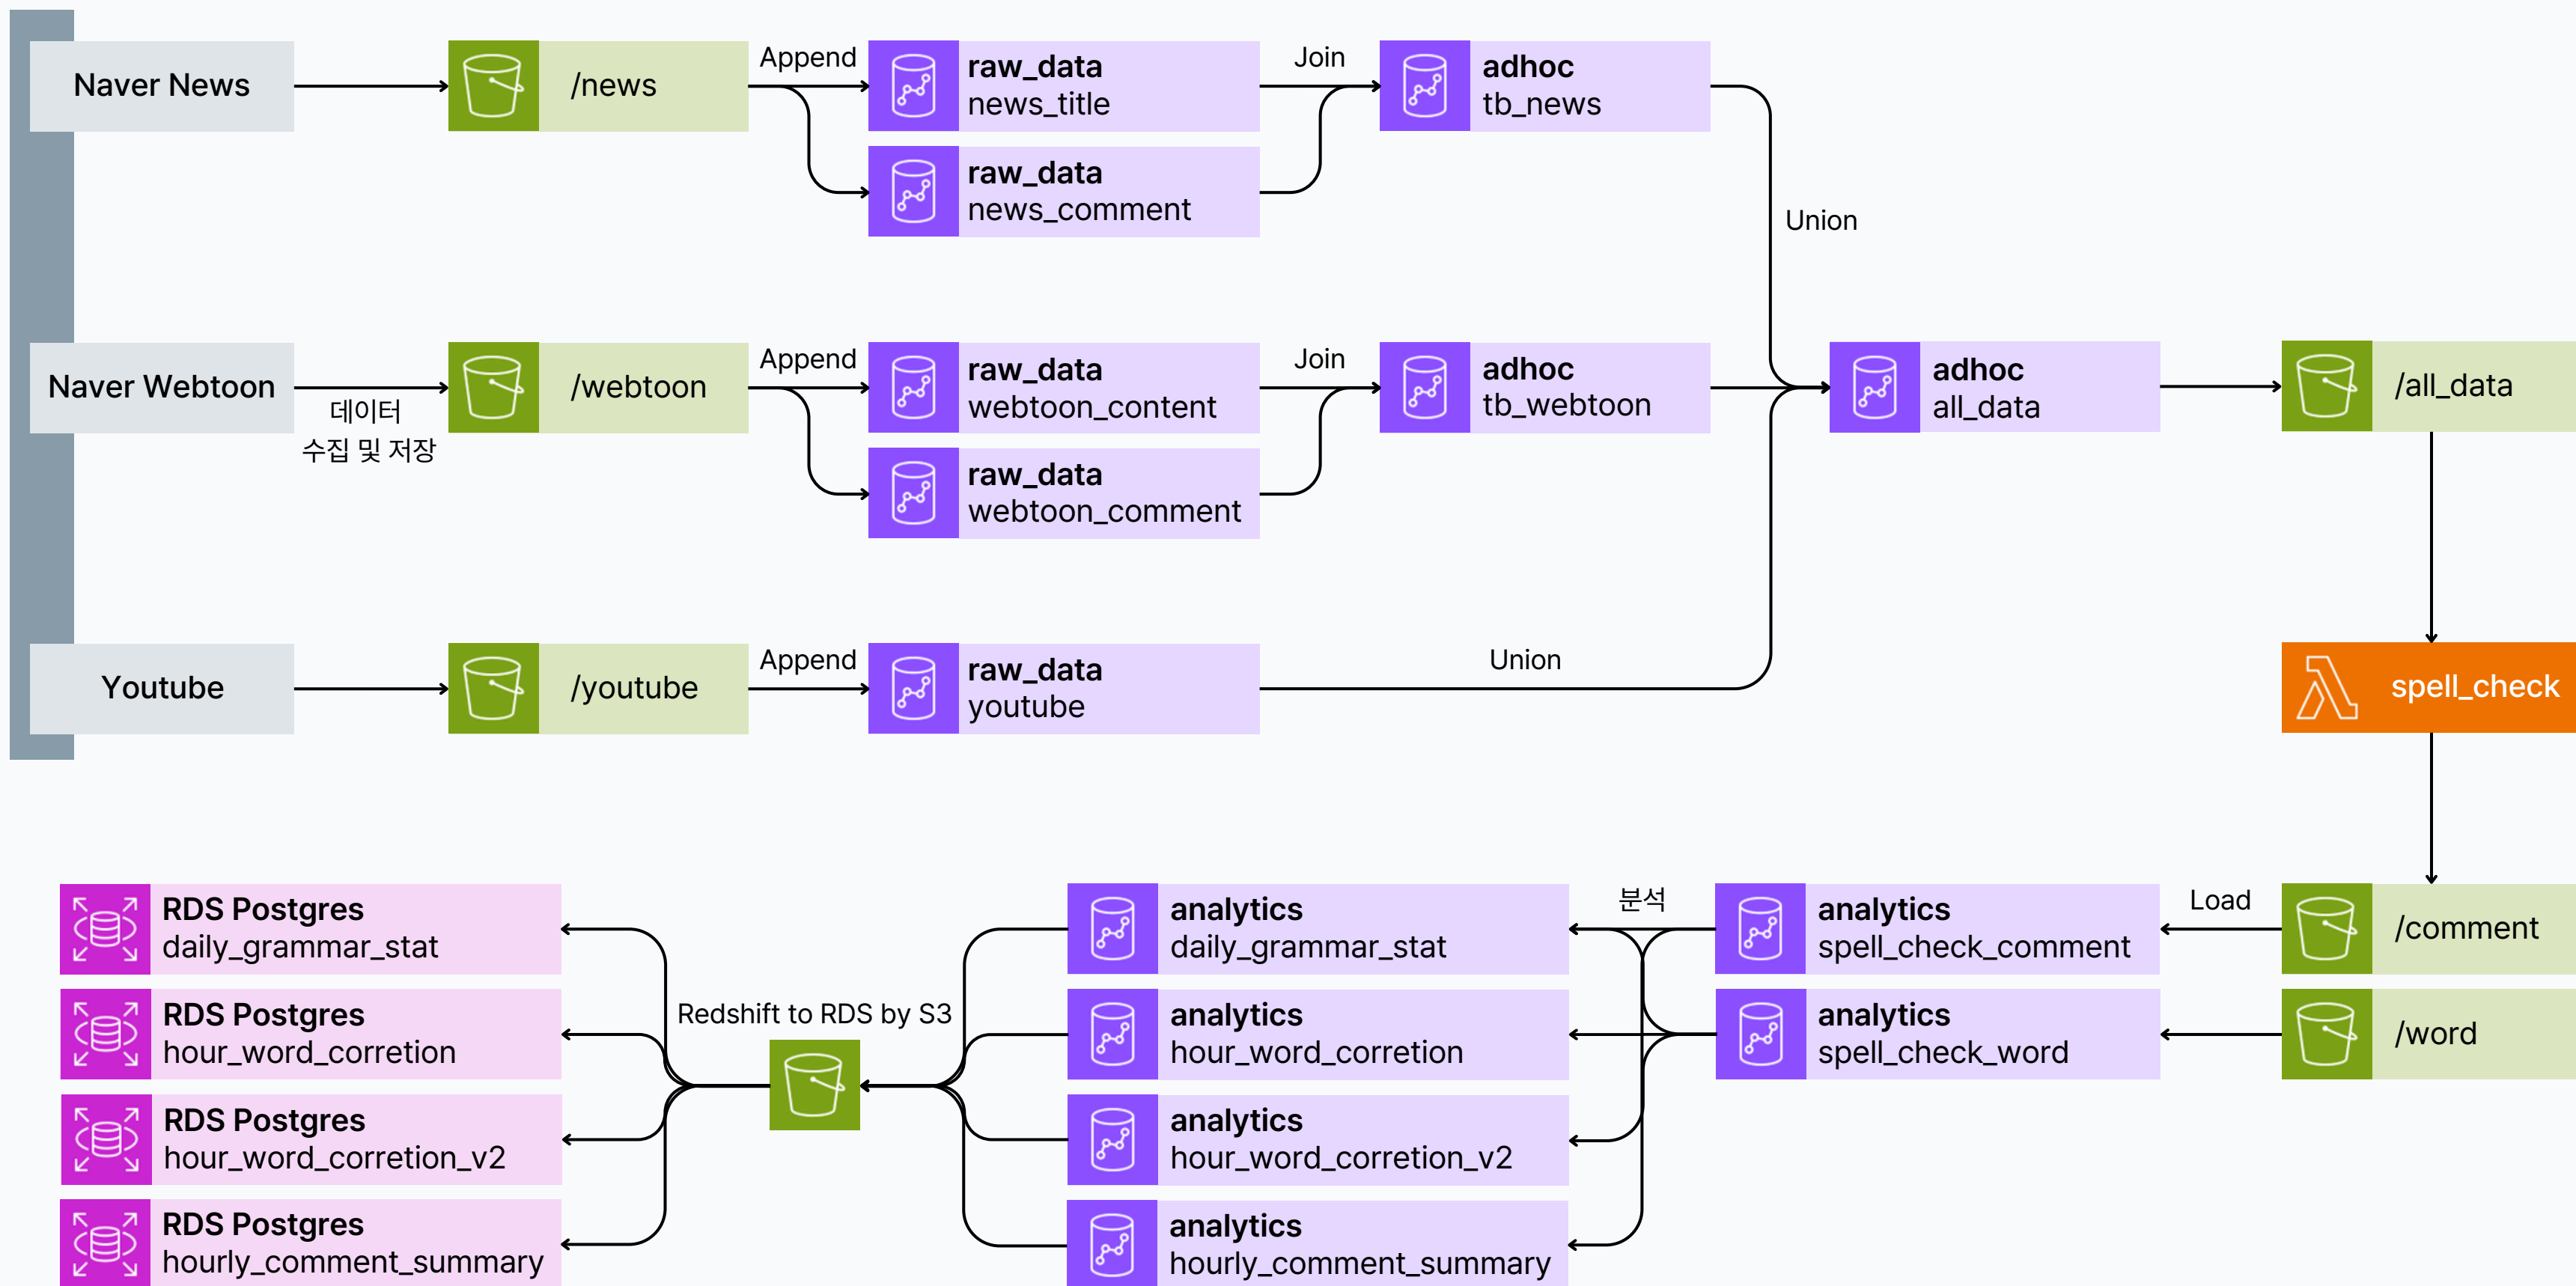 Naver News
/news
Append
raw_data
news_title
Join
adhoc
tb_news
raw_data
news_comment
Union
Naver Webtoon
데이터
수집 및 저장
/webtoon
Append
raw_data
webtoon_content
Join
adhoc
tb_webtoon
adhoc
all_data
/all_data
raw_data
webtoon_comment
Youtube
/youtube
Append
raw_data
youtube
Union
spell_check
RDS Postgres
daily_grammar_stat
analytics
daily_grammar_stat
분석
analytics
spell_check_comment
Load
/comment
RDS Postgres
hour_word_corretion
Redshift to RDS by S3
analytics
hour_word_corretion
analytics
spell_check_word
/word
RDS Postgres
hour_word_corretion_v2
analytics
hour_word_corretion_v2
RDS Postgres
hourly_comment_summary
analytics
hourly_comment_summary